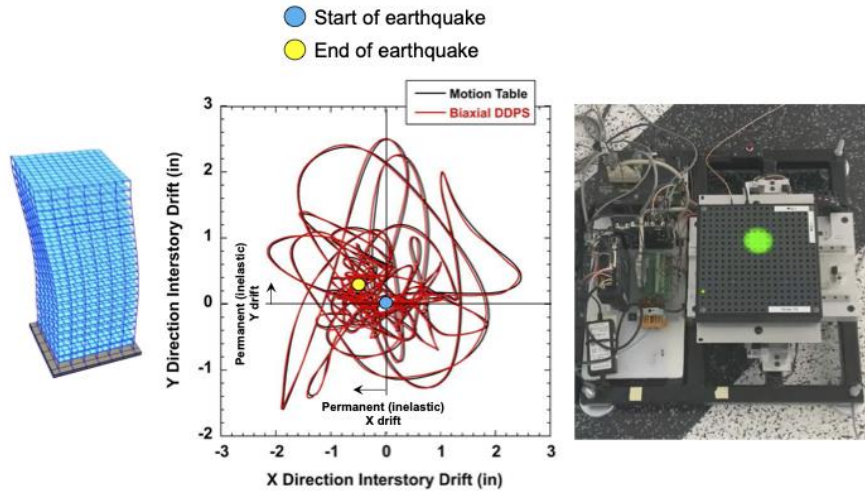 Start of earthquake
End of earthquake
Motion Table
Biaxial DDPS
3
2
1
0
-1
-2
-3
-2
-1
0
1
2
3
Y Direction Interstory Drift (in)
Permanent (inelastic)
Y drift
Permanent (inelastic)
X drift
X Direction Interstory Drift (in)